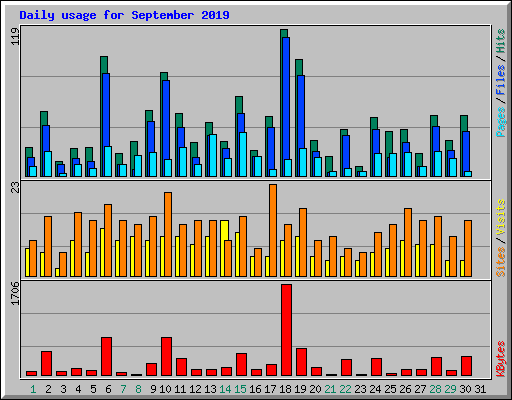 Daily usage for September 2019
119
Pages / Files / Hits
23
Sites / Visits
1706
KBytes
1 2 3 4 5 6 7 8 9 10 11 12 13 14 15 16 17 18 19 20 21 22 23 24 25 26 27 28 29 30 31